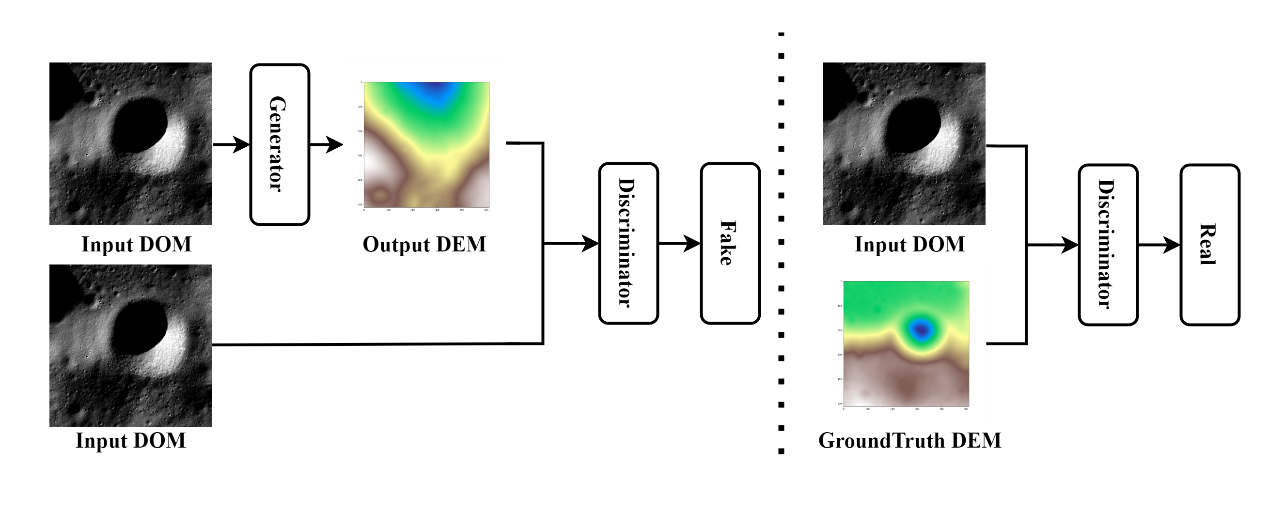 Generator
Input DOM
Output DEM
Discriminator
Fake
Input DOM
Input DOM
Discriminator
Real
GroundTruth DEM